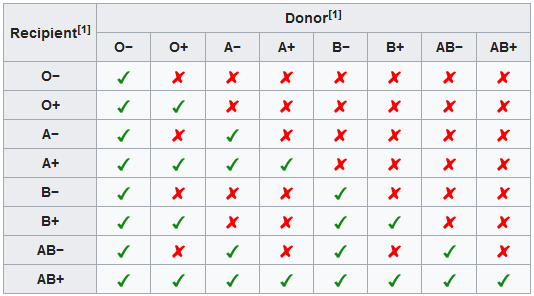 Recipient[1] Donor[1]
O− O+ A− A+ B− B+ AB− AB+
O− ✓ ✘ ✘ ✘ ✘ ✘ ✘ ✘
O+ ✓ ✓ ✘ ✘ ✘ ✘ ✘ ✘
A− ✓ ✘ ✓ ✘ ✘ ✘ ✘ ✘
A+ ✓ ✓ ✓ ✓ ✘ ✘ ✘ ✘
B− ✓ ✘ ✘ ✘ ✓ ✘ ✘ ✘
B+ ✓ ✓ ✘ ✘ ✓ ✓ ✘ ✘
AB− ✓ ✘ ✓ ✘ ✓ ✘ ✓ ✘
AB+ ✓ ✓ ✓ ✓ ✓ ✓ ✓ ✓